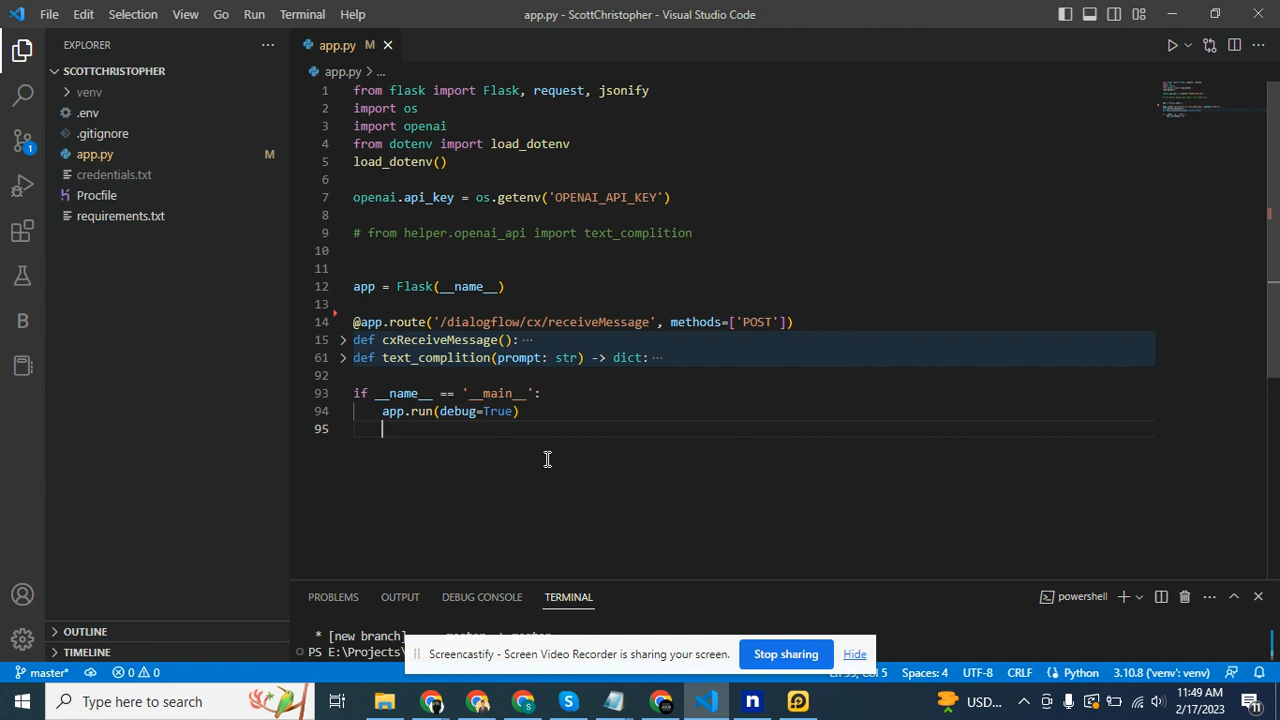 File Edit Selection View Go Run Terminal Help
app.py - ScottChristopher - Visual Studio Code
EXPLORER
SCOTTCHRISTOPHER
venv
.env
.gitignore
app.py M
credentials.txt
Procfile
requirements.txt
OUTLINE
TIMELINE
app.py M
app.py > ...
1 from flask import Flask, request, jsonify
2 import os
3 import openai
4 from dotenv import load_dotenv
5 load_dotenv()
6
7 openai.api_key = os.getenv('OPENAI_API_KEY')
8
9 # from helper.openai_api import text_complition
10
11
12 app = Flask(__name__)
13
14 @app.route('/dialogflow/cx/receiveMessage', methods=['POST'])
15 def cxReceiveMessage():...
61 def text_complition(prompt: str) -> dict:...
92
93 if __name__ == '__main__':
94 app.run(debug=True)
95
PROBLEMS OUTPUT DEBUG CONSOLE TERMINAL
powershell
* [new branch]
PS E:\Projects\
Screencastify - Screen Video Recorder is sharing your screen. Stop sharing Hide
master* 0 0
Spaces: 4 UTF-8 CRLF Python 3.10.8 ('venv': venv)
Type here to search
USD...
11:49 AM
2/17/2023
11